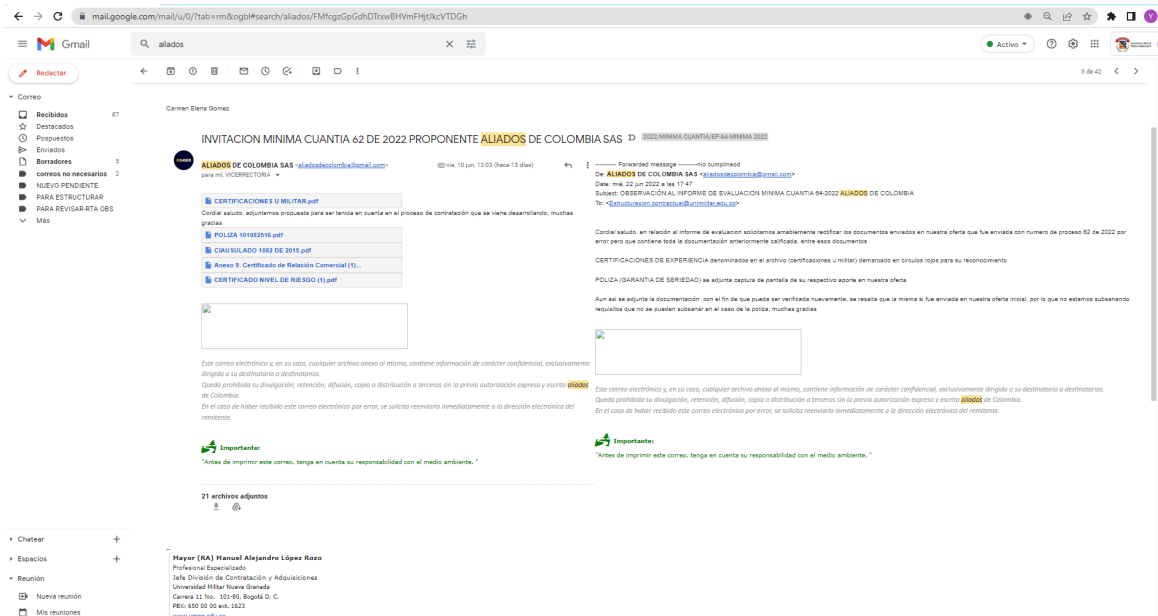 mail.google.com/mail/u/0/?tab=rm&ogbl#search/aliados/FMfcgzGpGdhDTnxwBHVmFHjtJkcVTDGh
Gmail
aliados
Activo
Redactar
3 de 42
Correo
Recibidos 87
Destacados
Pospuestos
Enviados
Borradores 5
correos no necesarios 2
NUEVO PENDIENTE
PARA ESTRUCTURAR
PARA REVISAR-RTA OBS
Más
Carmen Elena Gomez
INVITACION MINIMA CUANTIA 62 DE 2022 PROPONENTE ALIADOS DE COLOMBIA SAS
2022/MINIMA CUANTIA/EP-64-MINIMA 2022
ALIADOS DE COLOMBIA SAS <aliadosdecolombia@gmail.com>
vie, 10 jun, 13:03 (hace 13 días)
para mí, VICERRECTORIA
CERTIFICACIONES U MILITAR.pdf
Cordial saludo, adjuntamos propuesta para ser tenida en cuenta en el proceso de contratación que se viene desarrollando, muchas
gracias
POLIZA 101082516.pdf
CIAUSULADO 1082 DE 2015.pdf
Anexo 9. Certificado de Relación Comercial (1)...
CERTIFICADO NIVEL DE RIESGO (1).pdf
Este correo electrónico y, en su caso, cualquier archivo anexo al mismo, contiene información de carácter confidencial, exclusivamente
dirigida a su destinatario o destinatarios.
Queda prohibida su divulgación, retención, difusión, copia o distribución a terceros sin la previa autorización expresa y escrita aliados
de Colombia.
En el caso de haber recibido este correo electrónico por error, se solicita reenviarlo inmediatamente a la dirección electrónica del
remitente.
Importante:
"Antes de imprimir este correo, tenga en cuenta su responsabilidad con el medio ambiente. "
21 archivos adjuntos
---------- Forwarded message ---------nio cumplineod
De: ALIADOS DE COLOMBIA SAS <aliadosdecolombia@gmail.com>
Date: mié, 22 jun 2022 a las 17:47
Subject: OBSERVACIÓN AL INFORME DE EVALUACION MINIMA CUANTIA 64-2022 ALIADOS DE COLOMBIA
To: <Estructuracion.contractual@unimilitar.edu.co>
Cordial saludo, en relación al informe de evaluacion solicitamos amablemente rectificar los documentos enviados en nuestra oferta que fue enviada con numero de proceso 62 de 2022 por
error pero que contiene toda la documentación anteriormente calificada, entre esos documentos
CERTIFICACIONES DE EXPERIENCIA denominados en el archivo (certificaciones u militar) demarcado en circulos rojos para su reconocimiento
POLIZA (GARANTIA DE SERIEDAD) se adjunta captura de pantalla de su respectivo aporte en nuestra oferta
Aun asi se adjunta la documentación con el fin de que pueda ser verificada nuevamente, se resalta que la misma si fue enviada en nuestra oferta inicial, por lo que no estamos subsanando
requisitos que no se pueden subsanar en el caso de la poliza, muchas gracias
Este correo electrónico y, en su caso, cualquier archivo anexo al mismo, contiene información de carácter confidencial, exclusivamente dirigida a su destinatario o destinatarios.
Queda prohibida su divulgación, retención, difusión, copia o distribución a terceros sin la previa autorización expresa y escrita aliados de Colombia.
En el caso de haber recibido este correo electrónico por error, se solicita reenviarlo inmediatamente a la dirección electrónica del remitente.
Importante:
"Antes de imprimir este correo, tenga en cuenta su responsabilidad con el medio ambiente. "
Chatear
Espacios
Reunión
Nueva reunión
Mis reuniones
Mayor (RA) Manuel Alejandro López Rozo
Profesional Especializado
Jefe División de Contratación y Adquisiciones
Universidad Militar Nueva Granada
Carrera 11 No. 101-80, Bogotá D. C.
PBX: 650 00 00 ext. 1623
www.umng.edu.co